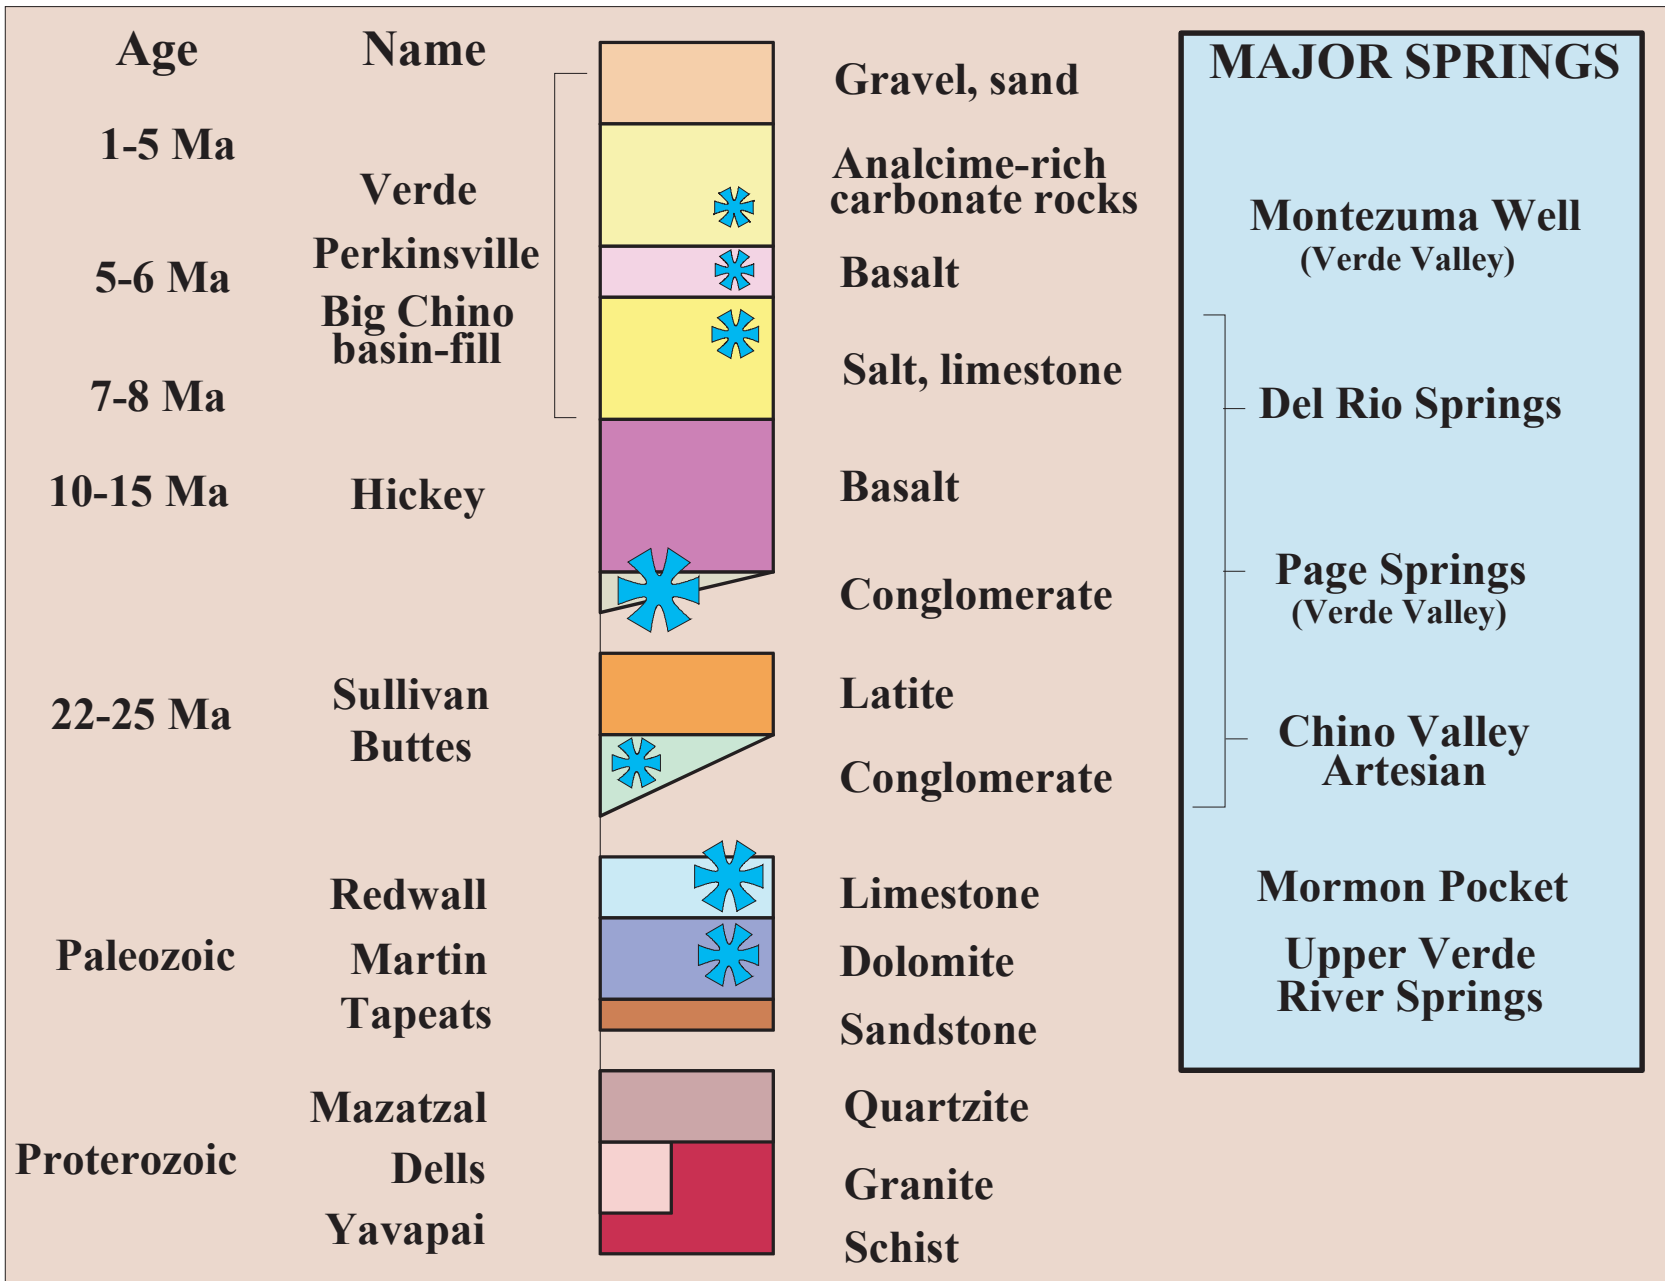 Age
Name
1-5 Ma
5-6 Ma
7-8 Ma
10-15 Ma
22-25 Ma
Paleozoic
Proterozoic
Verde
Perkinsville
Big Chino
basin-fill
Hickey
Sullivan
Buttes
Redwall
Martin
Tapeats
Mazatzal
Dells
Yavapai
Gravel, sand
Analcime-rich
carbonate rocks
Basalt
Salt, limestone
Basalt
Conglomerate
Latite
Conglomerate
Limestone
Dolomite
Sandstone
Quartzite
Granite
Schist
MAJOR SPRINGS
Montezuma Well
(Verde Valley)
Del Rio Springs
Page Springs
(Verde Valley)
Chino Valley
Artesian
Mormon Pocket
Upper Verde
River Springs